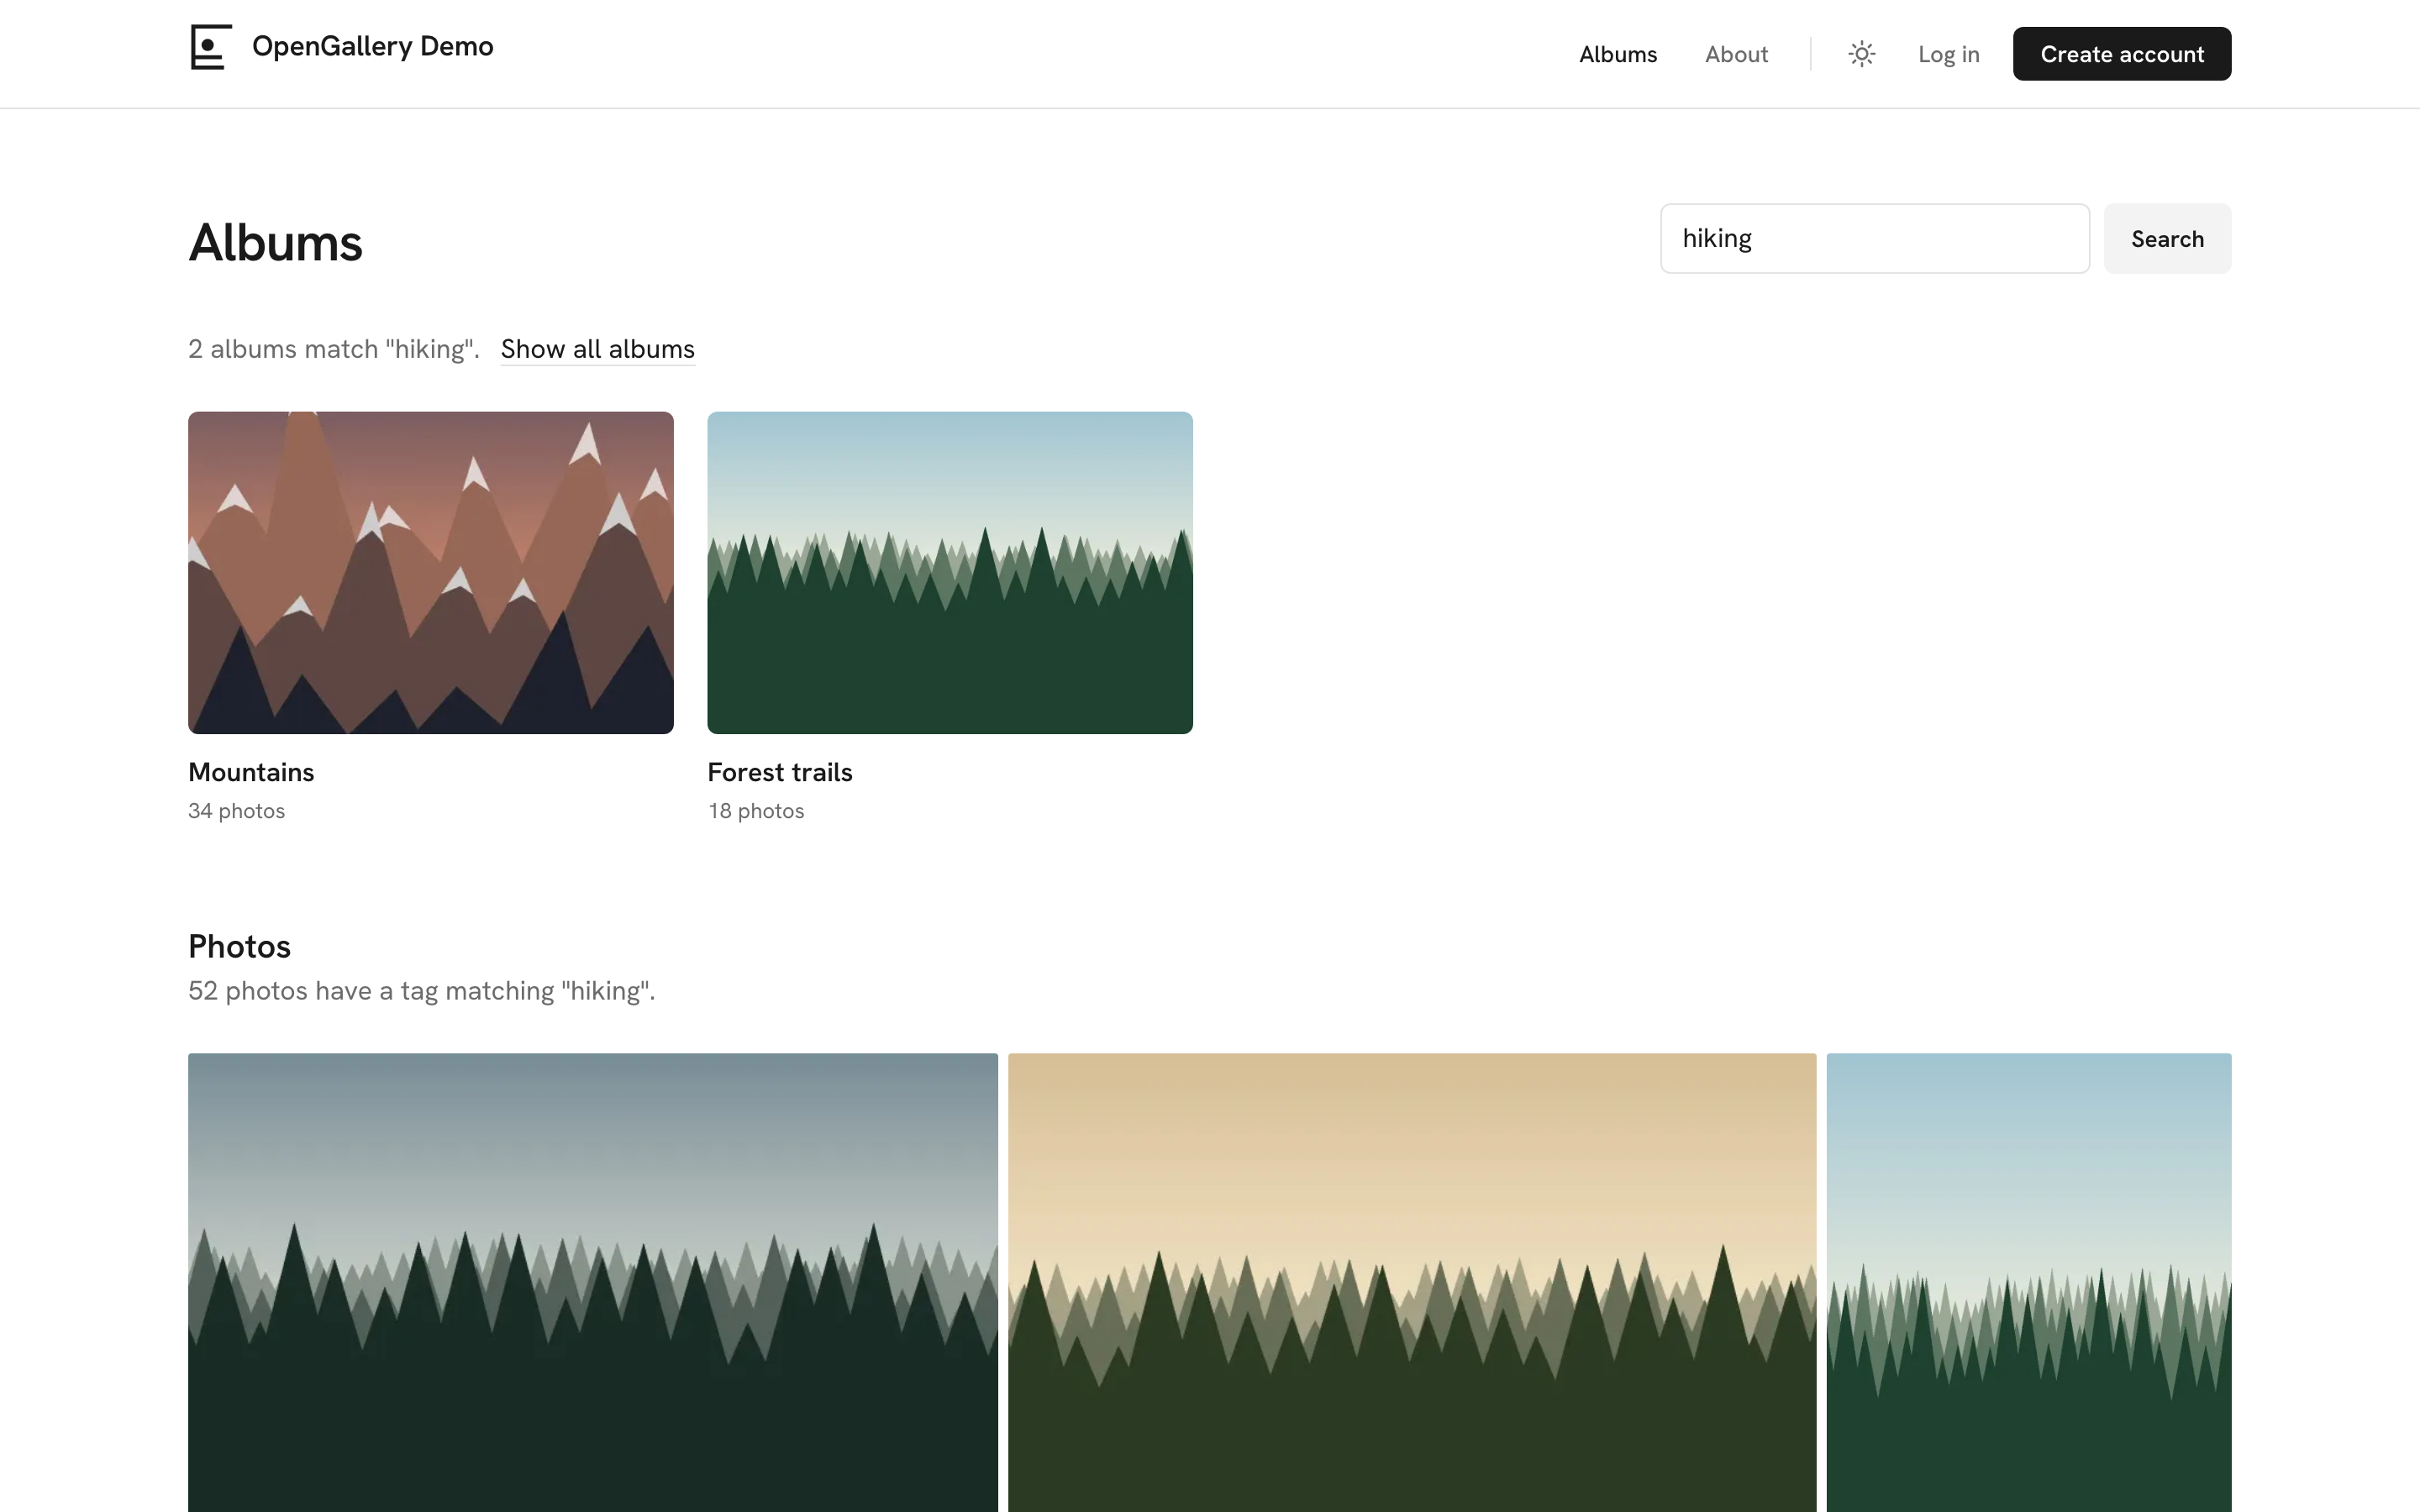 OpenGallery Demo
Albums
About
Log in
Create account
Albums
hiking
Search
2 albums match "hiking". Show all albums
Mountains
34 photos
Forest trails
18 photos
Photos
52 photos have a tag matching "hiking".